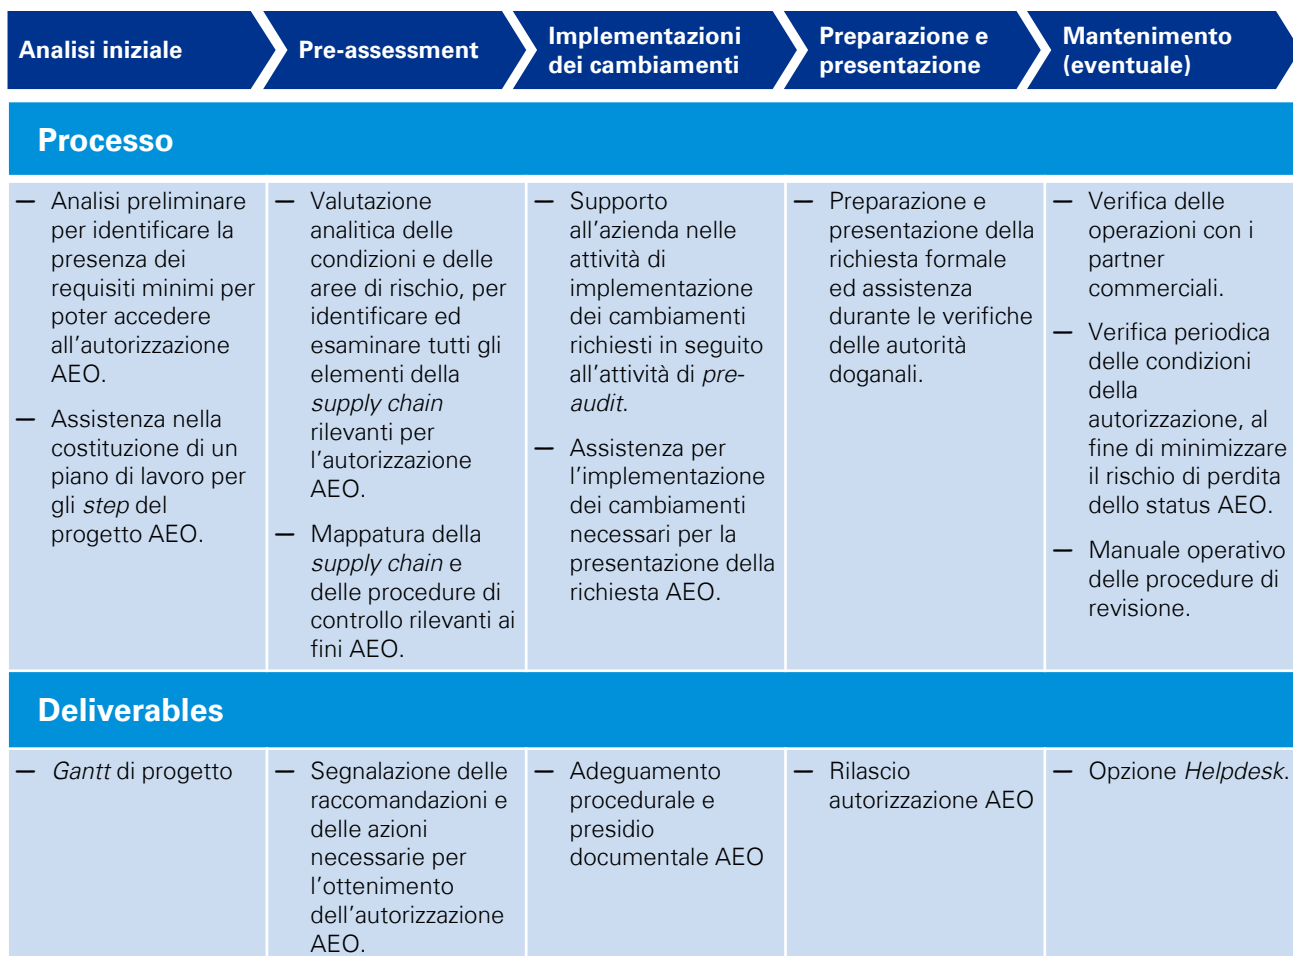 Analisi iniziale
Pre-assessment
Implementazioni
dei cambiamenti
Preparazione e
presentazione
Mantenimento
(eventuale)
Processo
— Analisi preliminare
per identificare la
presenza dei
requisiti minimi per
poter accedere
all’autorizzazione
AEO.
— Assistenza nella
costituzione di un
piano di lavoro per
gli step del
progetto AEO.
— Valutazione
analitica delle
condizioni e delle
aree di rischio, per
identificare ed
esaminare tutti gli
elementi della
supply chain
rilevanti per
l’autorizzazione
AEO.
— Mappatura della
supply chain e
delle procedure di
controllo rilevanti ai
fini AEO.
— Supporto
all’azienda nelle
attività di
implementazione
dei cambiamenti
richiesti in seguito
all’attività di pre-
audit.
— Assistenza per
l’implementazione
dei cambiamenti
necessari per la
presentazione della
richiesta AEO.
— Preparazione e
presentazione della
richiesta formale
ed assistenza
durante le verifiche
delle autorità
doganali.
— Verifica delle
operazioni con i
partner
commerciali.
— Verifica periodica
delle condizioni
della
autorizzazione, al
fine di minimizzare
il rischio di perdita
dello status AEO.
— Manuale operativo
delle procedure di
revisione.
Deliverables
— Gantt di progetto
— Segnalazione delle
raccomandazioni e
delle azioni
necessarie per
l’ottenimento
dell’autorizzazione
AEO.
— Adeguamento
procedurale e
presidio
documentale AEO
— Rilascio
autorizzazione AEO
— Opzione Helpdesk.